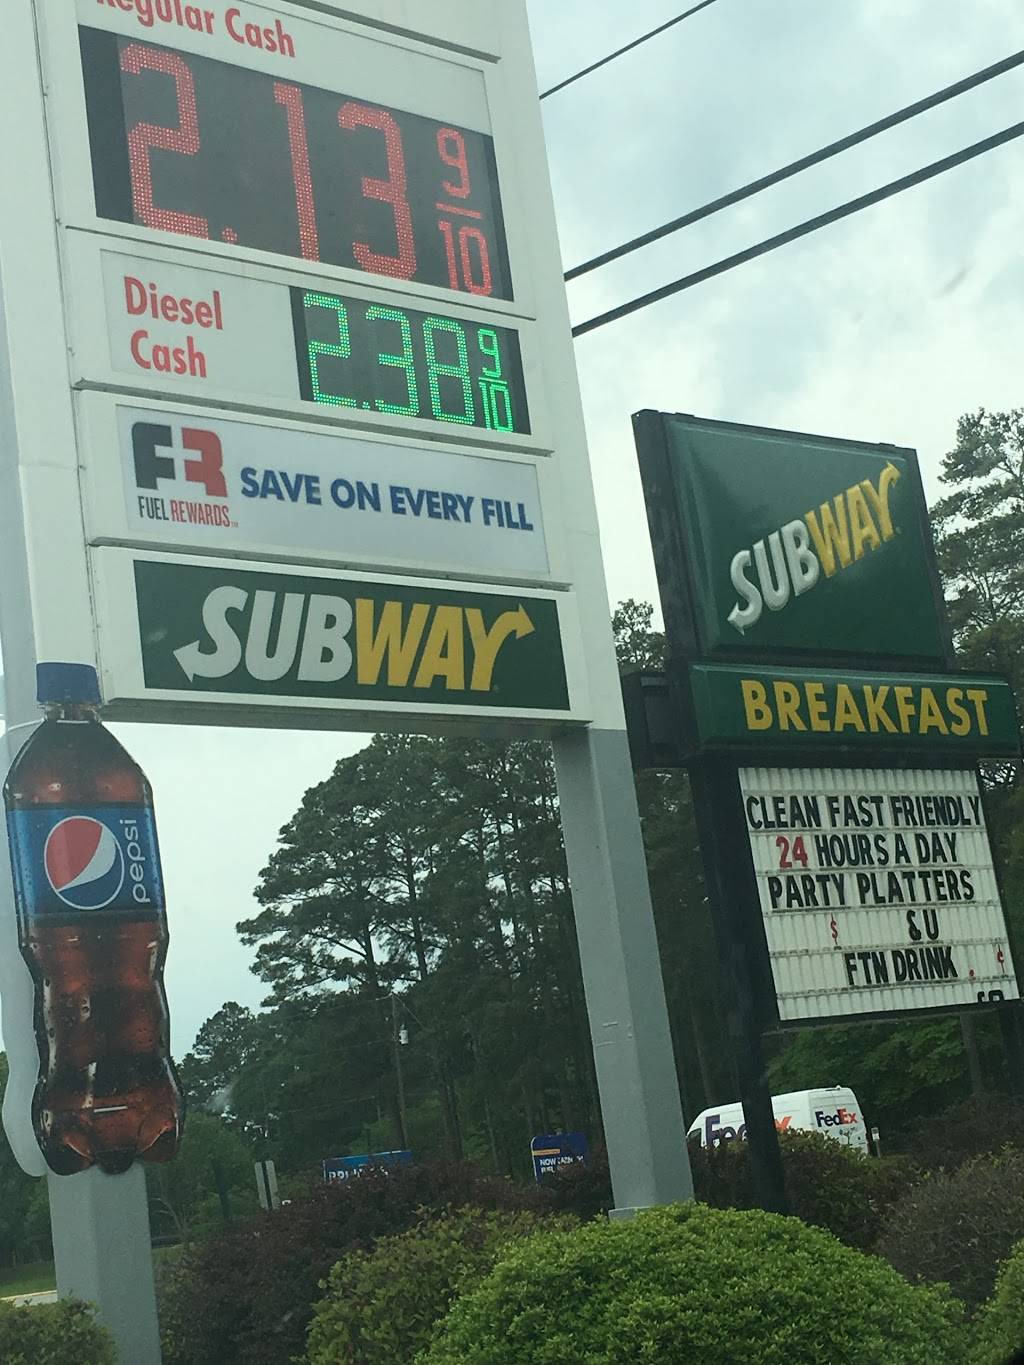 Regular Cash
2.13 9/10
Diesel
Cash
2.38 9/10
FR
FUEL REWARDS
SAVE ON EVERY FILL
SUBWAY
pepsi
SUBWAY
BREAKFAST
CLEAN FAST FRIENDLY
24 HOURS A DAY
PARTY PLATTERS
$ & U
FTN DRINK . ¢
FedEx
FedEx
NOW